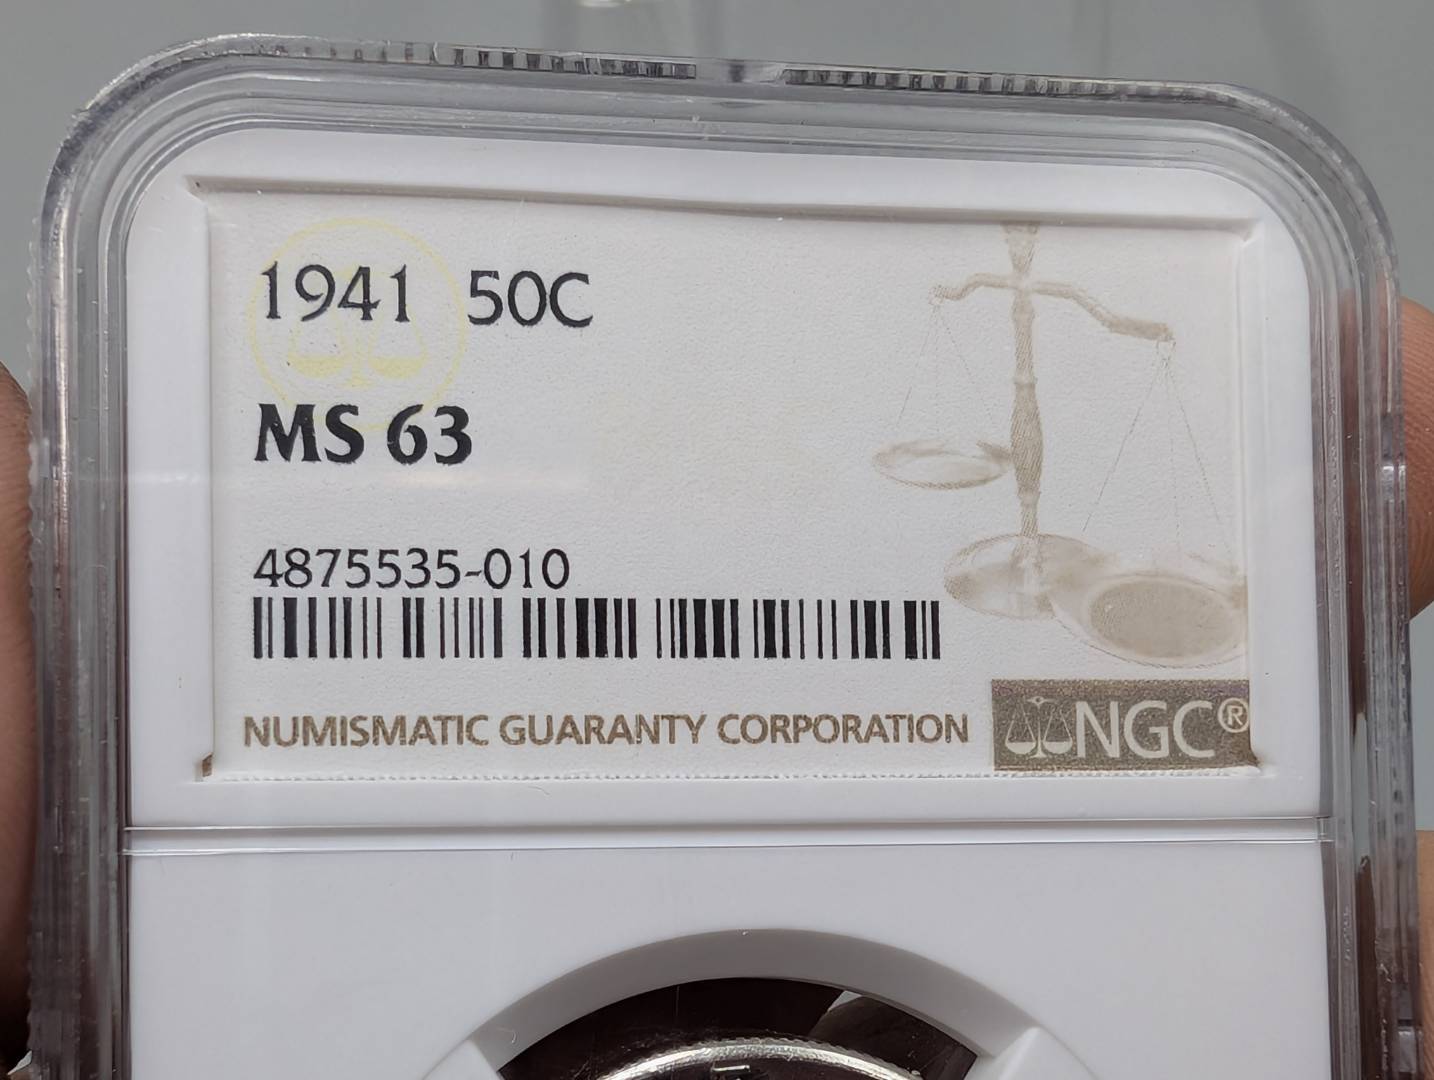 1941 50C
MS 63
4875535-010
NUMISMATIC GUARANTY CORPORATION
NGC®